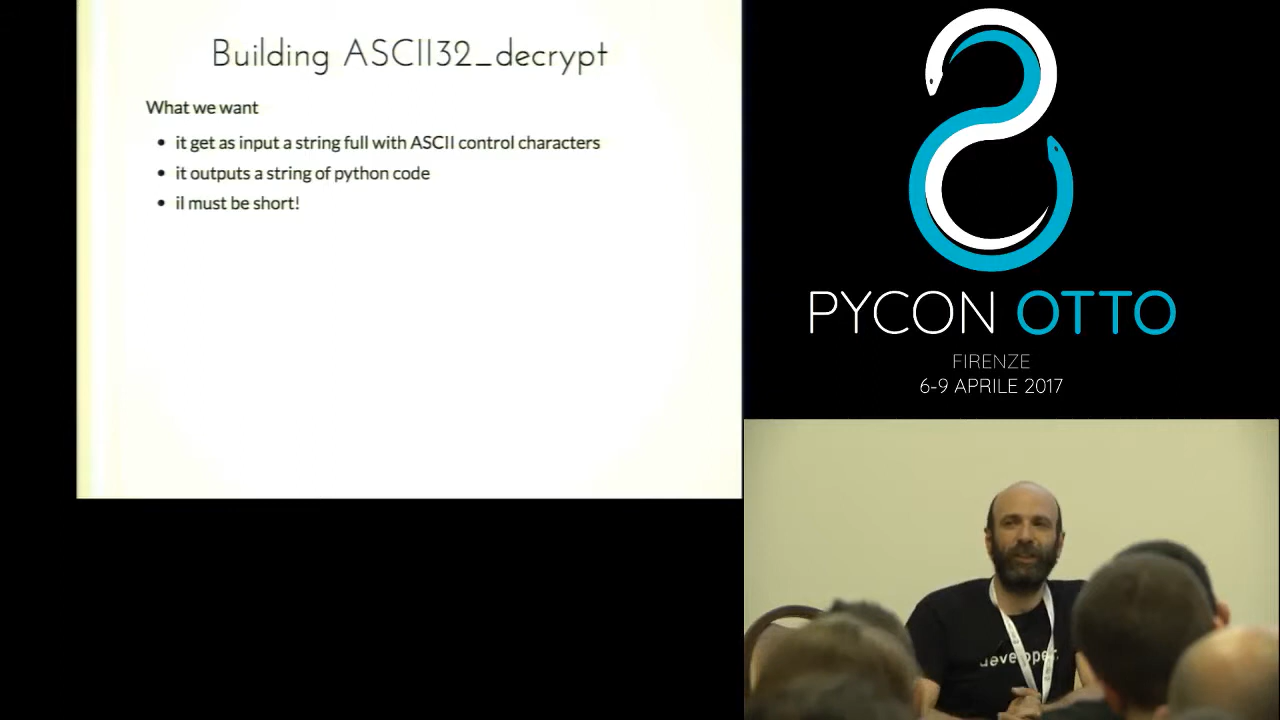 Building ASCII32_decrypt
What we want
• it get as input a string full with ASCII control characters
• it outputs a string of python code
• il must be short!
PYCON OTTO
FIRENZE
6-9 APRILE 2017
developer